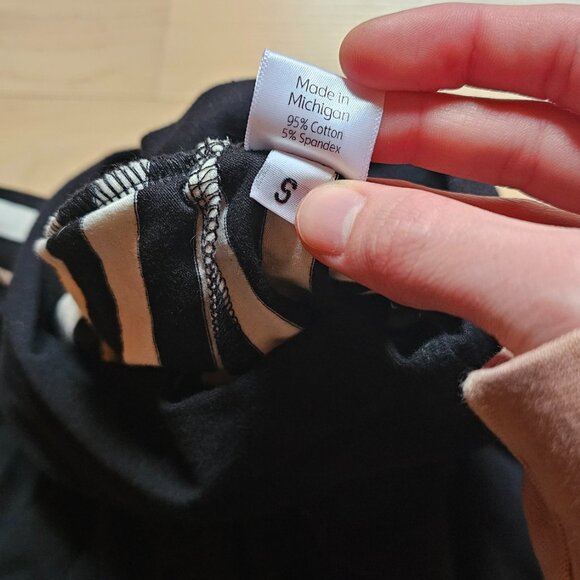 Made in
Michigan
95% Cotton
5% Spandex
S